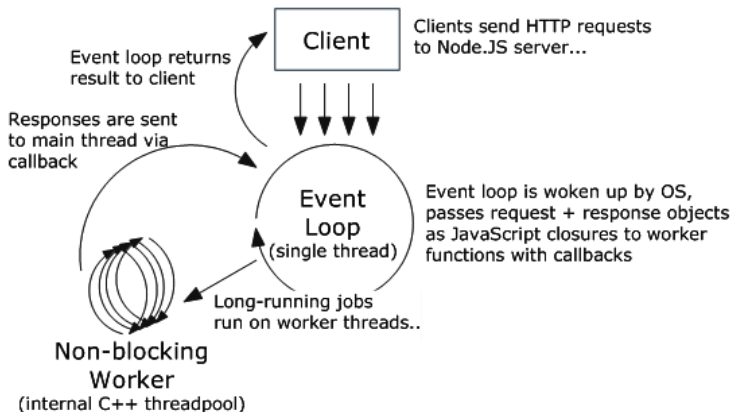 Client
Clients send HTTP requests
to Node.JS server...
Event loop returns
result to client
Responses are sent
to main thread via
callback
Event
Loop
(single thread)
Event loop is woken up by OS,
passes request + response objects
as JavaScript closures to worker
functions with callbacks
Long-running jobs
run on worker threads..
Non-blocking
Worker
(internal C++ threadpool)